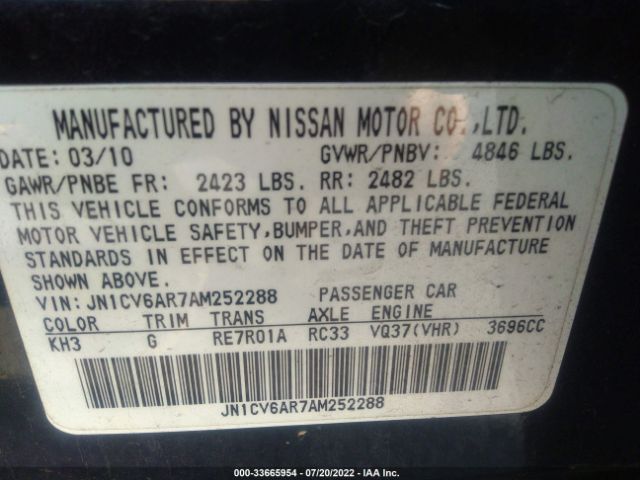 MANUFACTURED BY NISSAN MOTOR CO.,LTD.
DATE: 03/10 GVWR/PNBV: 4846 LBS.
GAWR/PNBE FR: 2423 LBS. RR: 2482 LBS.
THIS VEHICLE CONFORMS TO ALL APPLICABLE FEDERAL
MOTOR VEHICLE SAFETY,BUMPER,AND THEFT PREVENTION
STANDARDS IN EFFECT ON THE DATE OF MANUFACTURE
SHOWN ABOVE.
VIN: JN1CV6AR7AM252288 PASSENGER CAR
COLOR TRIM TRANS AXLE ENGINE
KH3 G RE7R01A RC33 VQ37(VHR) 3696CC
JN1CV6AR7AM252288
000-33665954 - 07/20/2022 - IAA Inc.